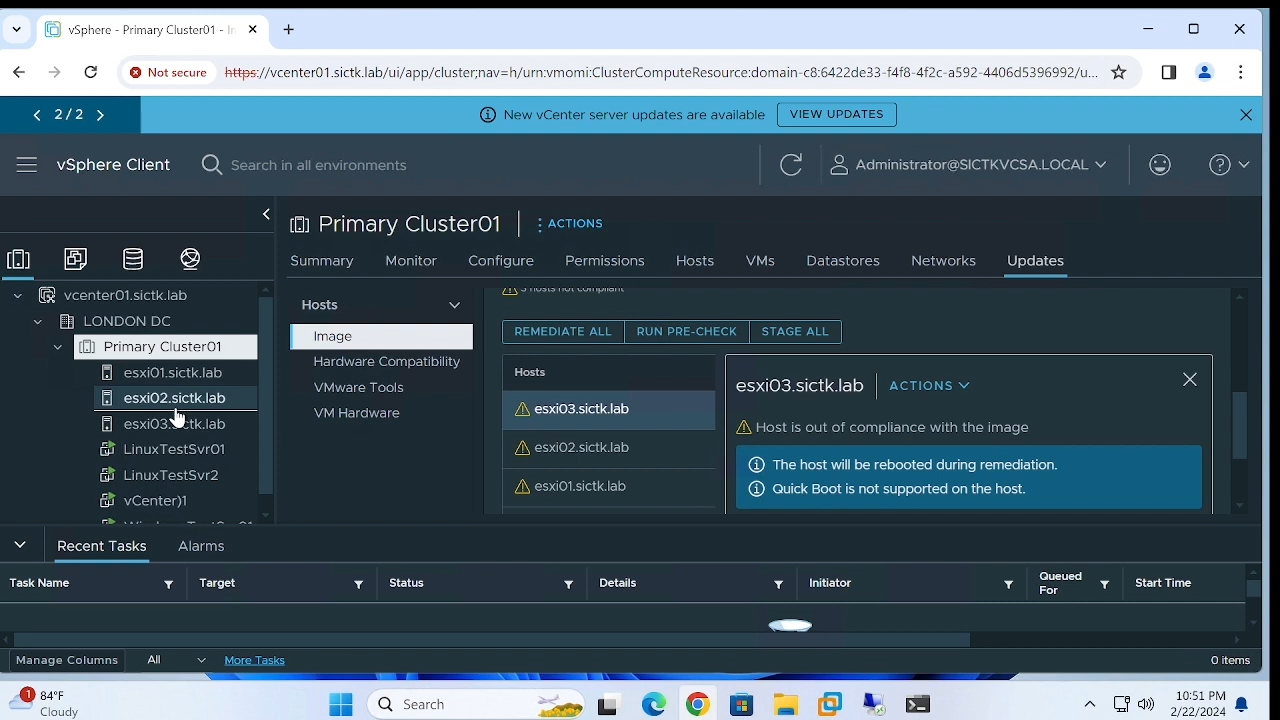 vSphere - Primary Cluster01 - In
Not secure
https://vcenter01.sictk.lab/ui/app/cluster;nav=h/urn:vmomi:ClusterComputeResource:domain-c8:6422de33-f4f8-4f2c-a592-4406d5396992/u...
2 / 2
New vCenter server updates are available
VIEW UPDATES
vSphere Client
Search in all environments
Administrator@SICTKVCSA.LOCAL
Primary Cluster01
ACTIONS
Summary
Monitor
Configure
Permissions
Hosts
VMs
Datastores
Networks
Updates
vcenter01.sictk.lab
LONDON DC
Primary Cluster01
esxi01.sictk.lab
esxi02.sictk.lab
esxi03.sictk.lab
LinuxTestSvr01
LinuxTestSvr2
vCenter)1
Hosts
Image
Hardware Compatibility
VMware Tools
VM Hardware
3 hosts not compliant
REMEDIATE ALL
RUN PRE-CHECK
STAGE ALL
Hosts
esxi03.sictk.lab
esxi02.sictk.lab
esxi01.sictk.lab
esxi03.sictk.lab
ACTIONS
Host is out of compliance with the image
The host will be rebooted during remediation.
Quick Boot is not supported on the host.
Recent Tasks
Alarms
Task Name
Target
Status
Details
Initiator
Queued
For
Start Time
Manage Columns
All
More Tasks
0 items
1
84°F
Cloudy
Search
10:51 PM
2/22/2024